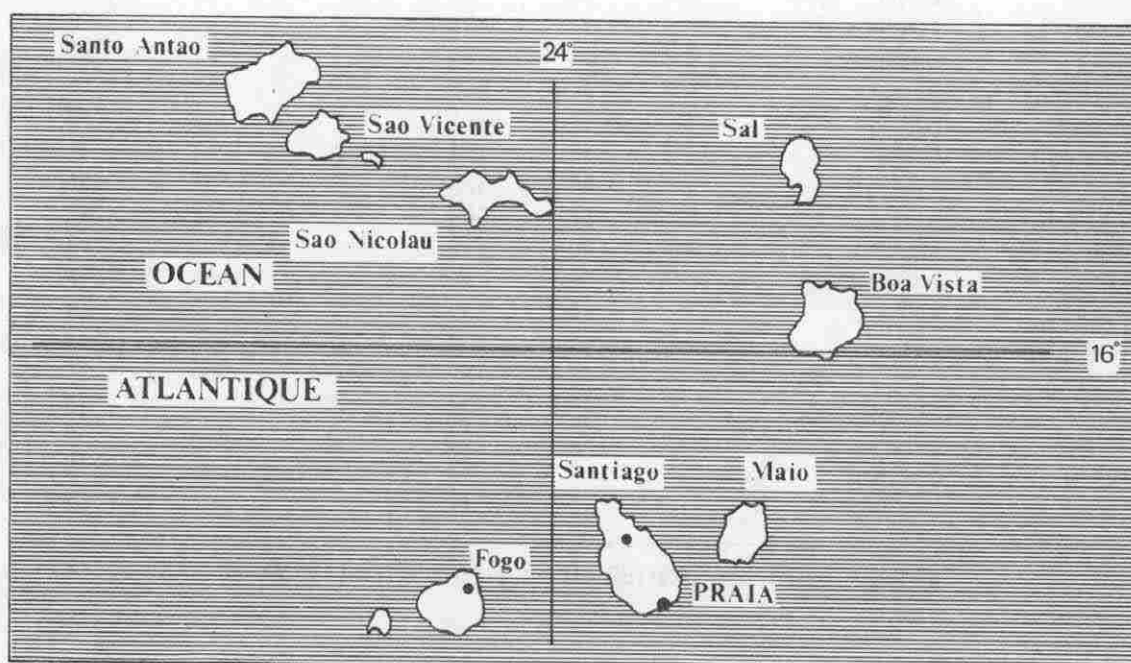 Santo Antao
24°
Sao Vicente
Sal
Sao Nicolau
OCEAN
Boa Vista
16°
ATLANTIQUE
Santiago
Maio
Fogo
PRAIA